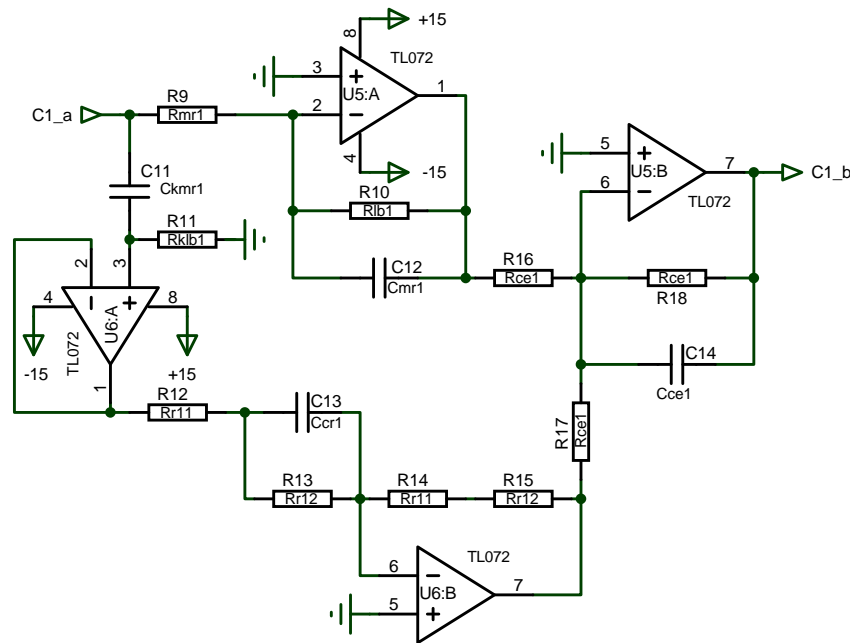 +15
8
TL072
3
U5:A
1
2
4
-15
R9
C1_a
Rmr1
R10
Rlb1
C12
Cmr1
C11
Ckmr1
R11
Rklb1
2
3
4
8
U6:A
TL072
-15
+15
1
R12
Rr11
C13
Ccr1
R13
Rr12
R14
Rr11
R15
Rr12
TL072
6
U6:B
7
5
R16
Rce1
R17
Rce1
5
7
U5:B
6
TL072
C1_b
Rce1
R18
C14
Cce1